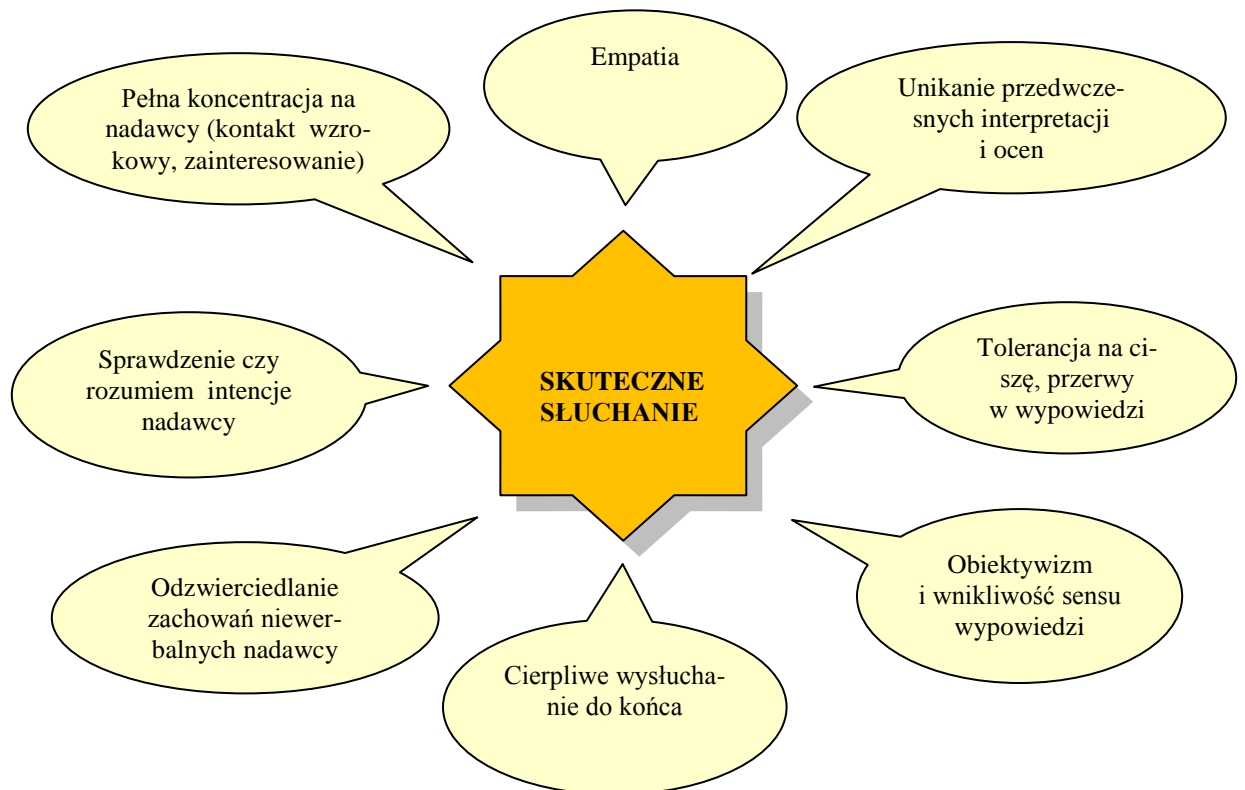 Empatia
Pełna koncentracja na
nadawcy (kontakt wzro-
kowy, zainteresowanie)
Unikanie przedwcze-
snych interpretacji
i ocen
Sprawdzenie czy
rozumiem intencje
nadawcy
SKUTECZNE
SŁUCHANIE
Tolerancja na ci-
szę, przerwy
w wypowiedzi
Odzwierciedlanie
zachowań niewer-
balnych nadawcy
Obiektywizm
i wnikliwość sensu
wypowiedzi
Cierpliwe wysłucha-
nie do końca